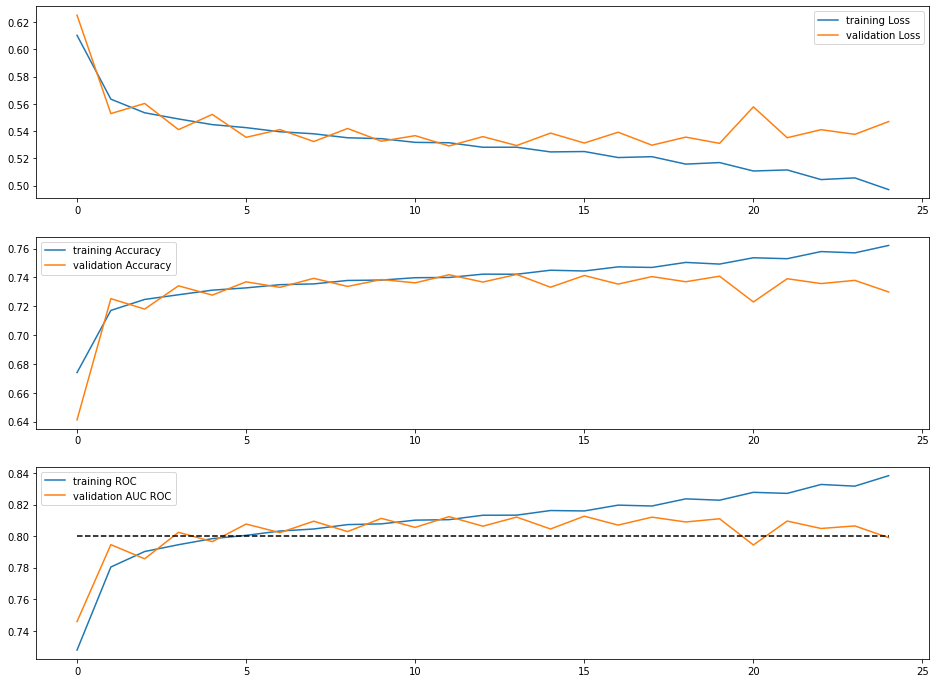 0.62
0.60
0.58
0.56
0.54
0.52
0.50
training Loss
validation Loss
0 5 10 15 20 25
0.76
0.74
0.72
0.70
0.68
0.66
0.64
training Accuracy
validation Accuracy
0 5 10 15 20 25
0.84
0.82
0.80
0.78
0.76
0.74
training ROC
validation AUC ROC
0 5 10 15 20 25